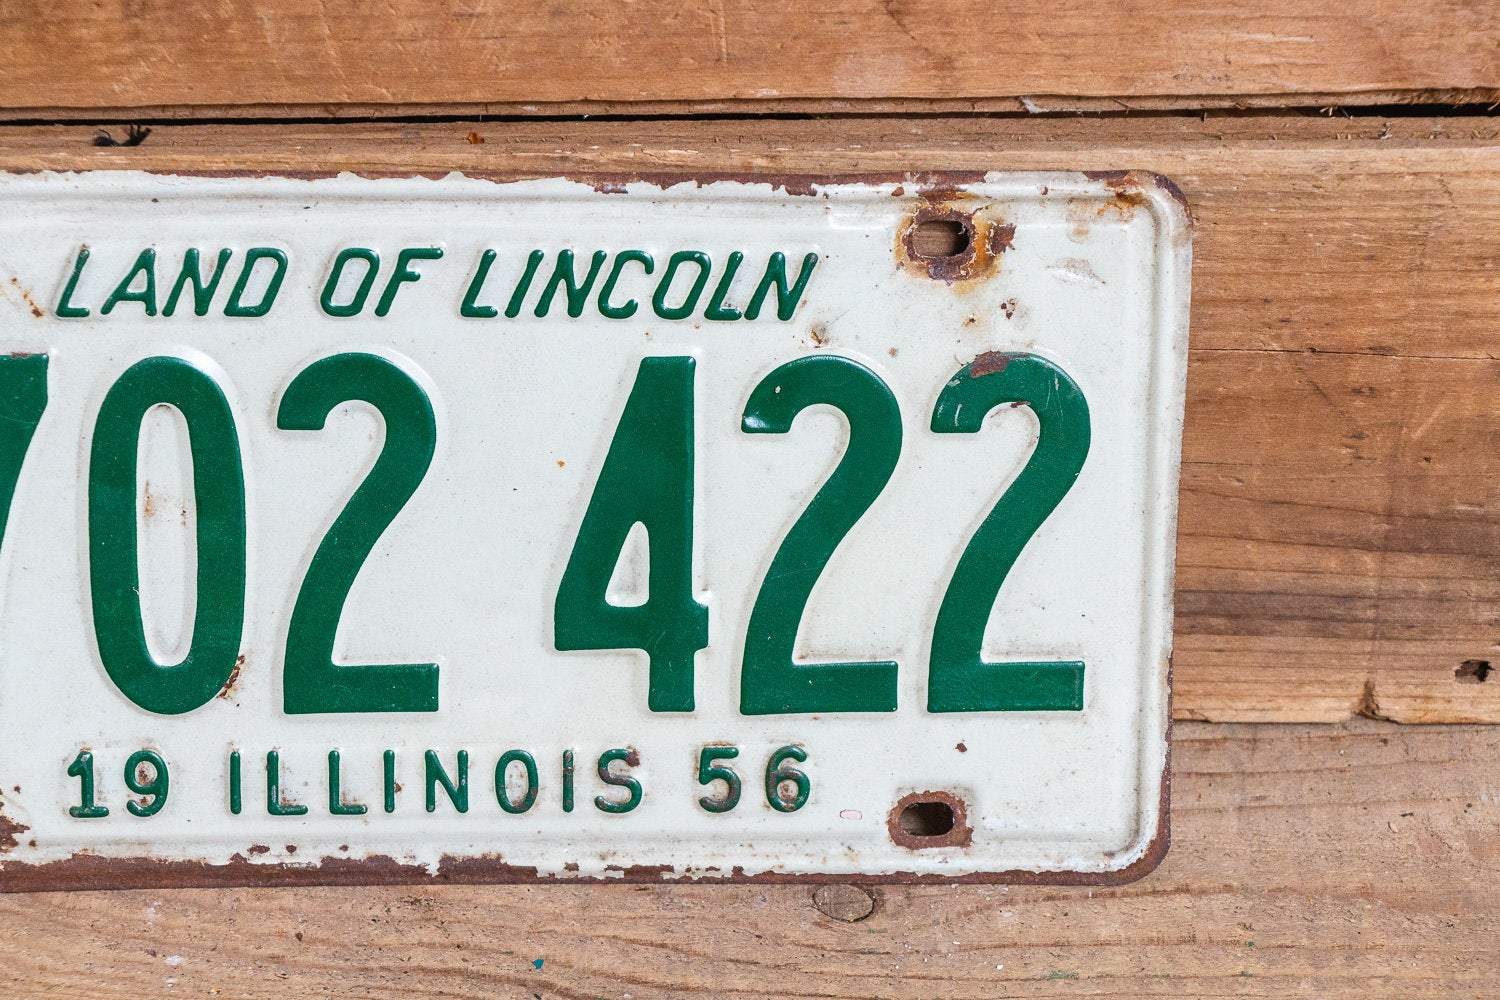 LAND OF LINCOLN
702 422
19 ILLINOIS 56